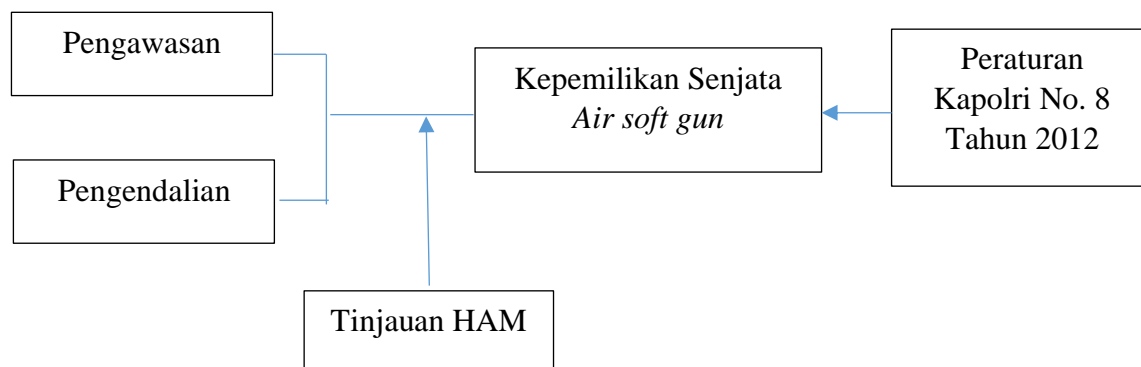 Pengawasan
Pengendalian
Kepemilikan Senjata
Air soft gun
Peraturan
Kapolri No. 8
Tahun 2012
Tinjauan HAM